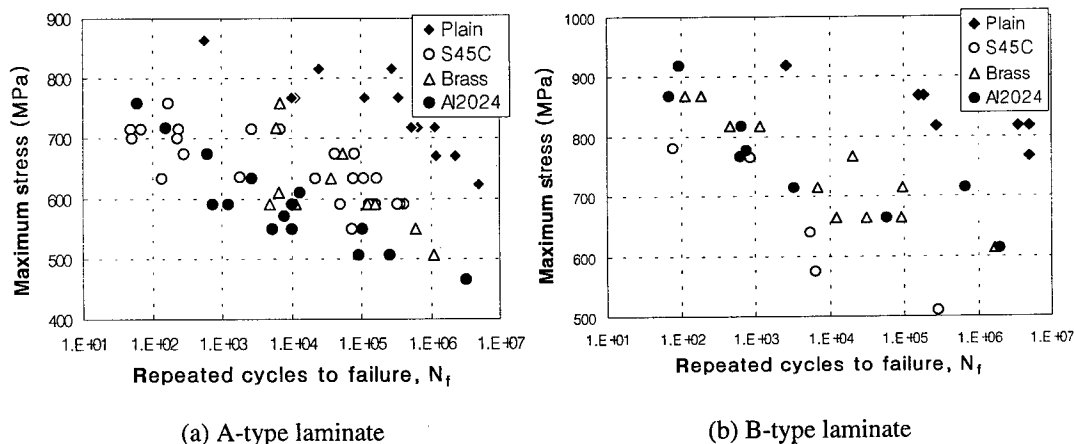 900
800
700
600
500
400
Maximum stress (MPa)
1.E+01 1.E+02 1.E+03 1.E+04 1.E+05 1.E+06 1.E+07
Repeated cycles to failure, Nf
Plain
S45C
Brass
Al2024
(a) A-type laminate
1000
900
800
700
600
500
Maximum stress (MPa)
1.E+01 1.E+02 1.E+03 1.E+04 1.E+05 1.E+06 1.E+07
Repeated cycles to failure, Nf
Plain
S45C
Brass
Al2024
(b) B-type laminate